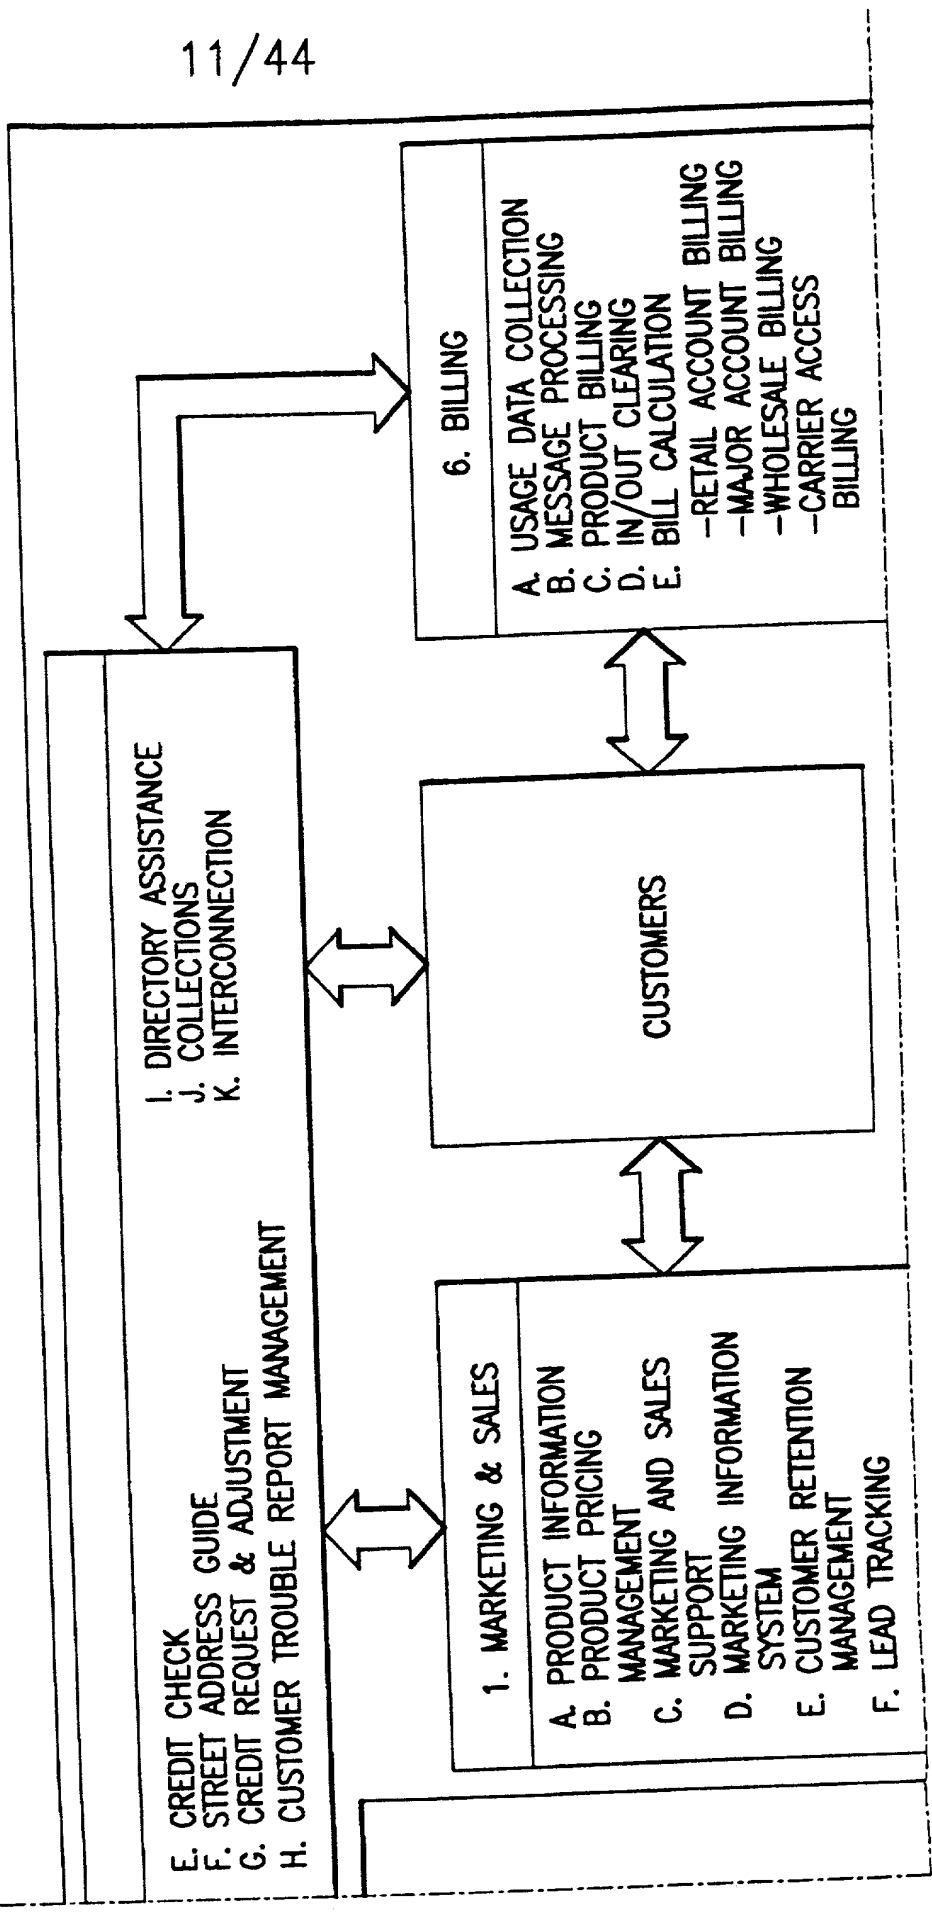 11/44
E. CREDIT CHECK
F. STREET ADDRESS GUIDE
G. CREDIT REQUEST & ADJUSTMENT
H. CUSTOMER TROUBLE REPORT MANAGEMENT
I. DIRECTORY ASSISTANCE
J. COLLECTIONS
K. INTERCONNECTION
1. MARKETING & SALES
A. PRODUCT INFORMATION
B. PRODUCT PRICING
MANAGEMENT
C. MARKETING AND SALES
SUPPORT
D. MARKETING INFORMATION
SYSTEM
E. CUSTOMER RETENTION
MANAGEMENT
F. LEAD TRACKING
CUSTOMERS
6. BILLING
A. USAGE DATA COLLECTION
B. MESSAGE PROCESSING
C. PRODUCT BILLING
D. IN/OUT CLEARING
E. BILL CALCULATION
-RETAIL ACCOUNT BILLING
-MAJOR ACCOUNT BILLING
-WHOLESALE BILLING
-CARRIER ACCESS
BILLING